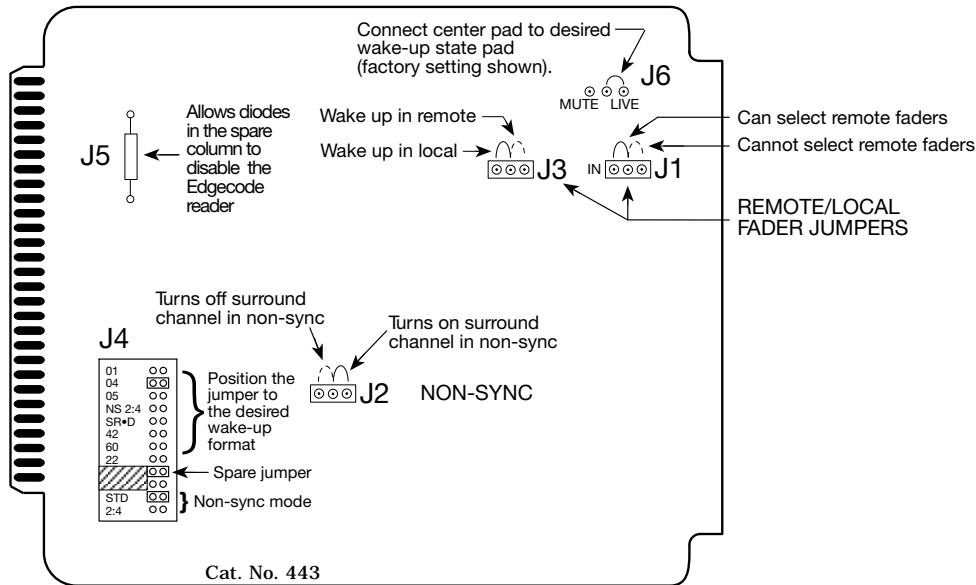 Connect center pad to desired
wake-up state pad
(factory setting shown).
J6
MUTE LIVE
Allows diodes
in the spare
column to
disable the
Edgecode
reader
J5
Wake up in remote
Wake up in local
J3
Can select remote faders
Cannot select remote faders
IN
J1
REMOTE/LOCAL
FADER JUMPERS
Turns off surround
channel in non-sync
Turns on surround
channel in non-sync
J2
NON-SYNC
J4
01
04
05
NS 2:4
SR•D
42
60
22
STD
2:4
Position the
jumper to
the desired
wake-up
format
Spare jumper
Non-sync mode
Cat. No. 443